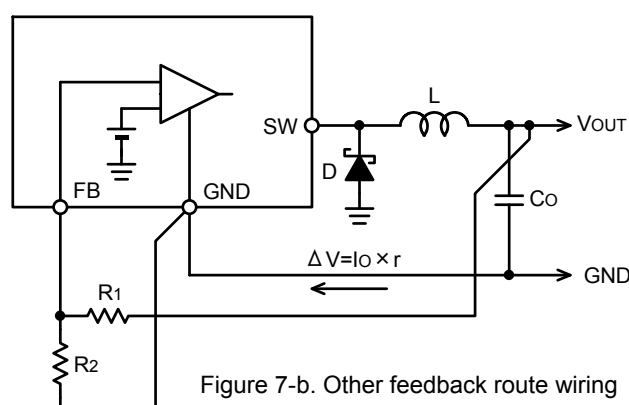 L
SW
VOUT
D
FB
GND
CO
ΔV=IO×r
GND
R1
R2
Figure 7-b. Other feedback route wiring